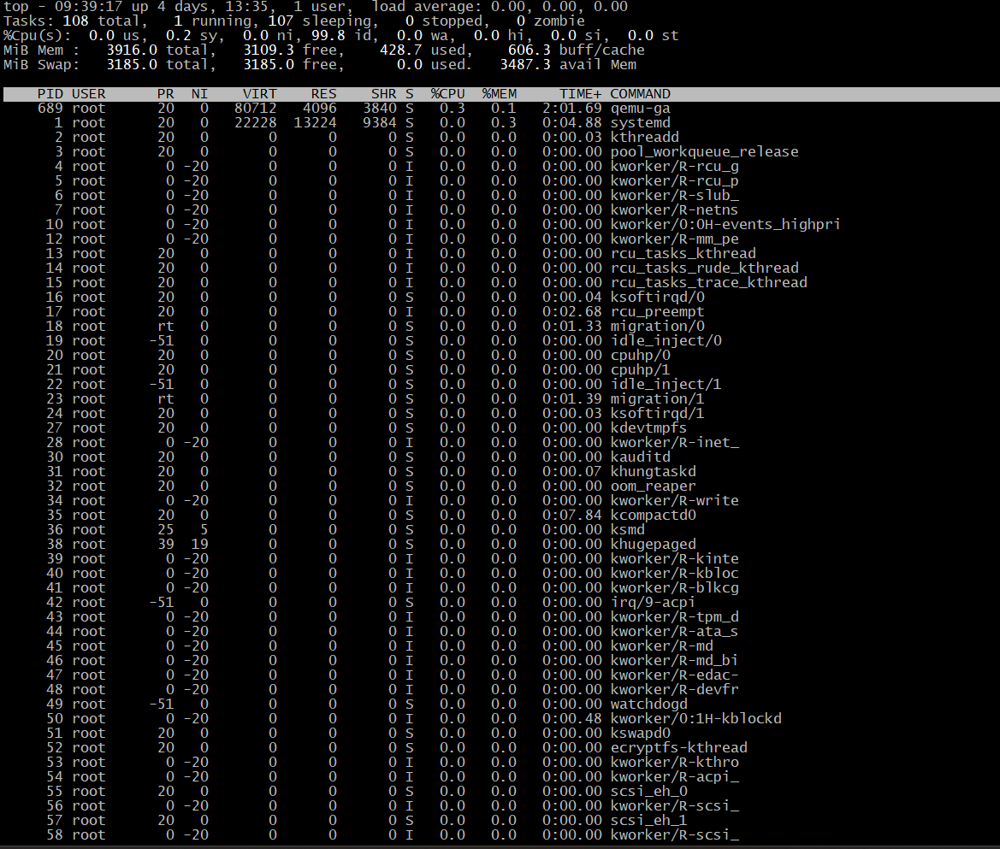 top - 09:39:17 up 4 days, 13:35,  1 user,  load average: 0.00, 0.00, 0.00
Tasks: 108 total,   1 running, 107 sleeping,   0 stopped,   0 zombie
%Cpu(s):  0.0 us,  0.2 sy,  0.0 ni, 99.8 id,  0.0 wa,  0.0 hi,  0.0 si,  0.0 st
MiB Mem :   3916.0 total,   3109.3 free,    428.7 used,    606.3 buff/cache
MiB Swap:   3185.0 total,   3185.0 free,      0.0 used.   3487.3 avail Mem
PID USER      PR  NI    VIRT    RES    SHR S  %CPU  %MEM     TIME+ COMMAND
689 root      20   0   80712   4096   3840 S   0.3   0.1   2:01.69 qemu-ga
1 root      20   0   22228  13224   9384 S   0.0   0.3   0:04.88 systemd
2 root      20   0       0      0      0 S   0.0   0.0   0:00.03 kthreadd
3 root      20   0       0      0      0 S   0.0   0.0   0:00.00 pool_workqueue_release
4 root       0 -20       0      0      0 I   0.0   0.0   0:00.00 kworker/R-rcu_g
5 root       0 -20       0      0      0 I   0.0   0.0   0:00.00 kworker/R-rcu_p
6 root       0 -20       0      0      0 I   0.0   0.0   0:00.00 kworker/R-slub_
7 root       0 -20       0      0      0 I   0.0   0.0   0:00.00 kworker/R-netns
10 root       0 -20       0      0      0 I   0.0   0.0   0:00.00 kworker/0:0H-events_highpri
12 root       0 -20       0      0      0 I   0.0   0.0   0:00.00 kworker/R-mm_pe
13 root      20   0       0      0      0 I   0.0   0.0   0:00.00 rcu_tasks_kthread
14 root      20   0       0      0      0 I   0.0   0.0   0:00.00 rcu_tasks_rude_kthread
15 root      20   0       0      0      0 I   0.0   0.0   0:00.00 rcu_tasks_trace_kthread
16 root      20   0       0      0      0 S   0.0   0.0   0:00.04 ksoftirqd/0
17 root      20   0       0      0      0 I   0.0   0.0   0:02.68 rcu_preempt
18 root      rt   0       0      0      0 S   0.0   0.0   0:01.33 migration/0
19 root     -51   0       0      0      0 S   0.0   0.0   0:00.00 idle_inject/0
20 root      20   0       0      0      0 S   0.0   0.0   0:00.00 cpuhp/0
21 root      20   0       0      0      0 S   0.0   0.0   0:00.00 cpuhp/1
22 root     -51   0       0      0      0 S   0.0   0.0   0:00.00 idle_inject/1
23 root      rt   0       0      0      0 S   0.0   0.0   0:01.39 migration/1
24 root      20   0       0      0      0 S   0.0   0.0   0:00.03 ksoftirqd/1
27 root      20   0       0      0      0 S   0.0   0.0   0:00.00 kdevtmpfs
28 root       0 -20       0      0      0 I   0.0   0.0   0:00.00 kworker/R-inet_
30 root      20   0       0      0      0 S   0.0   0.0   0:00.00 kauditd
31 root      20   0       0      0      0 S   0.0   0.0   0:00.07 khungtaskd
32 root      20   0       0      0      0 S   0.0   0.0   0:00.00 oom_reaper
34 root       0 -20       0      0      0 I   0.0   0.0   0:00.00 kworker/R-write
35 root      20   0       0      0      0 S   0.0   0.0   0:07.84 kcompactd0
36 root      25   5       0      0      0 S   0.0   0.0   0:00.00 ksmd
38 root      39  19       0      0      0 S   0.0   0.0   0:00.00 khugepaged
39 root       0 -20       0      0      0 I   0.0   0.0   0:00.00 kworker/R-kinte
40 root       0 -20       0      0      0 I   0.0   0.0   0:00.00 kworker/R-kbloc
41 root       0 -20       0      0      0 I   0.0   0.0   0:00.00 kworker/R-blkcg
42 root     -51   0       0      0      0 S   0.0   0.0   0:00.00 irq/9-acpi
43 root       0 -20       0      0      0 I   0.0   0.0   0:00.00 kworker/R-tpm_d
44 root       0 -20       0      0      0 I   0.0   0.0   0:00.00 kworker/R-ata_s
45 root       0 -20       0      0      0 I   0.0   0.0   0:00.00 kworker/R-md
46 root       0 -20       0      0      0 I   0.0   0.0   0:00.00 kworker/R-md_bi
47 root       0 -20       0      0      0 I   0.0   0.0   0:00.00 kworker/R-edac-
48 root       0 -20       0      0      0 I   0.0   0.0   0:00.00 kworker/R-devfr
49 root     -51   0       0      0      0 S   0.0   0.0   0:00.00 watchdogd
50 root       0 -20       0      0      0 I   0.0   0.0   0:00.48 kworker/0:1H-kblockd
51 root      20   0       0      0      0 S   0.0   0.0   0:00.00 kswapd0
52 root      20   0       0      0      0 S   0.0   0.0   0:00.00 ecryptfs-kthread
53 root       0 -20       0      0      0 I   0.0   0.0   0:00.00 kworker/R-kthro
54 root       0 -20       0      0      0 I   0.0   0.0   0:00.00 kworker/R-acpi_
55 root      20   0       0      0      0 S   0.0   0.0   0:00.00 scsi_eh_0
56 root       0 -20       0      0      0 I   0.0   0.0   0:00.00 kworker/R-scsi_
57 root      20   0       0      0      0 S   0.0   0.0   0:00.00 scsi_eh_1
58 root       0 -20       0      0      0 I   0.0   0.0   0:00.00 kworker/R-scsi_